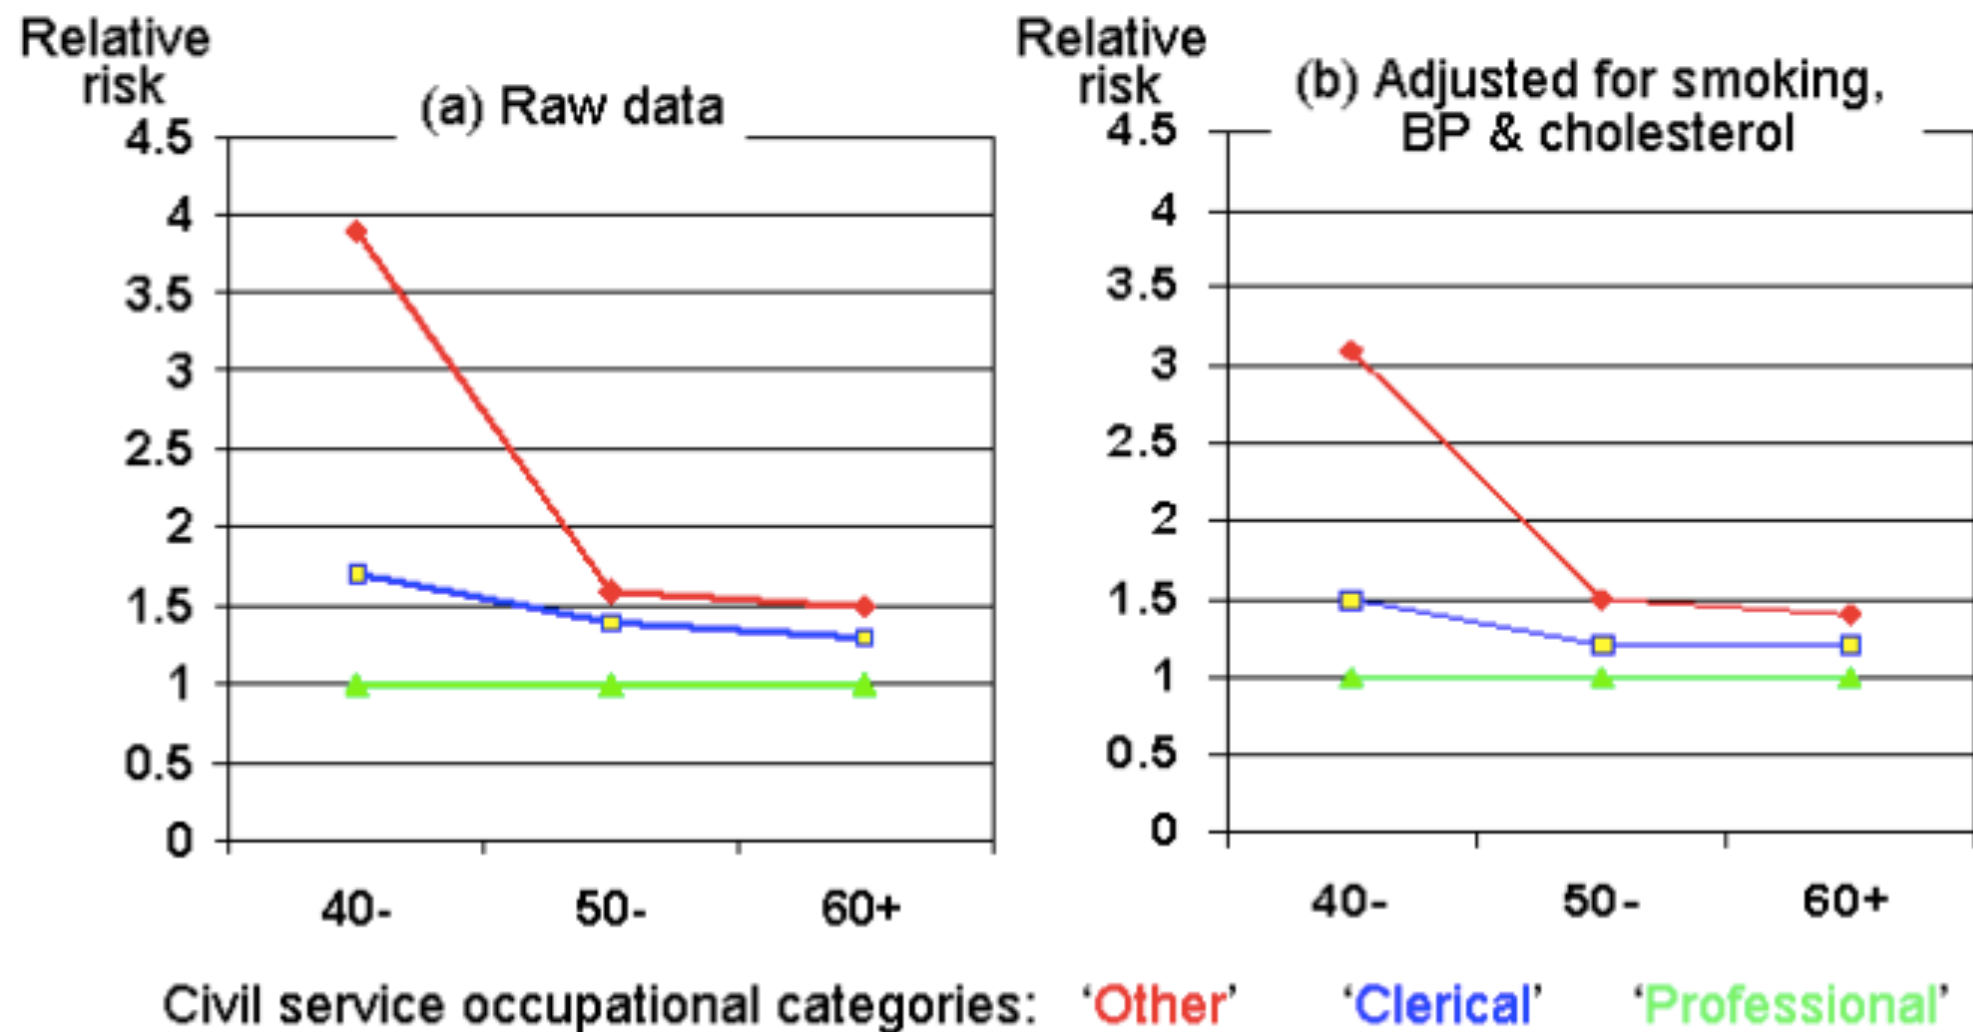 Relative
risk
(a) Raw data
4.5
4
3.5
3
2.5
2
1.5
1
0.5
0
40- 50- 60+
Relative
risk
(b) Adjusted for smoking,
BP & cholesterol
4.5
4
3.5
3
2.5
2
1.5
1
0.5
0
40- 50- 60+
Civil service occupational categories: ‘Other’ ‘Clerical’ ‘Professional’